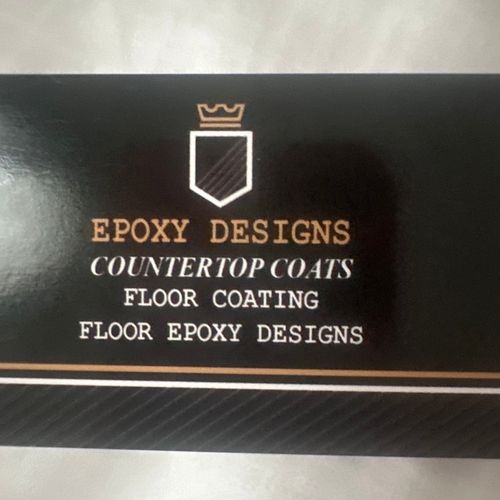 EPOXY DESIGNS
COUNTERTOP COATS
FLOOR COATING
FLOOR EPOXY DESIGNS